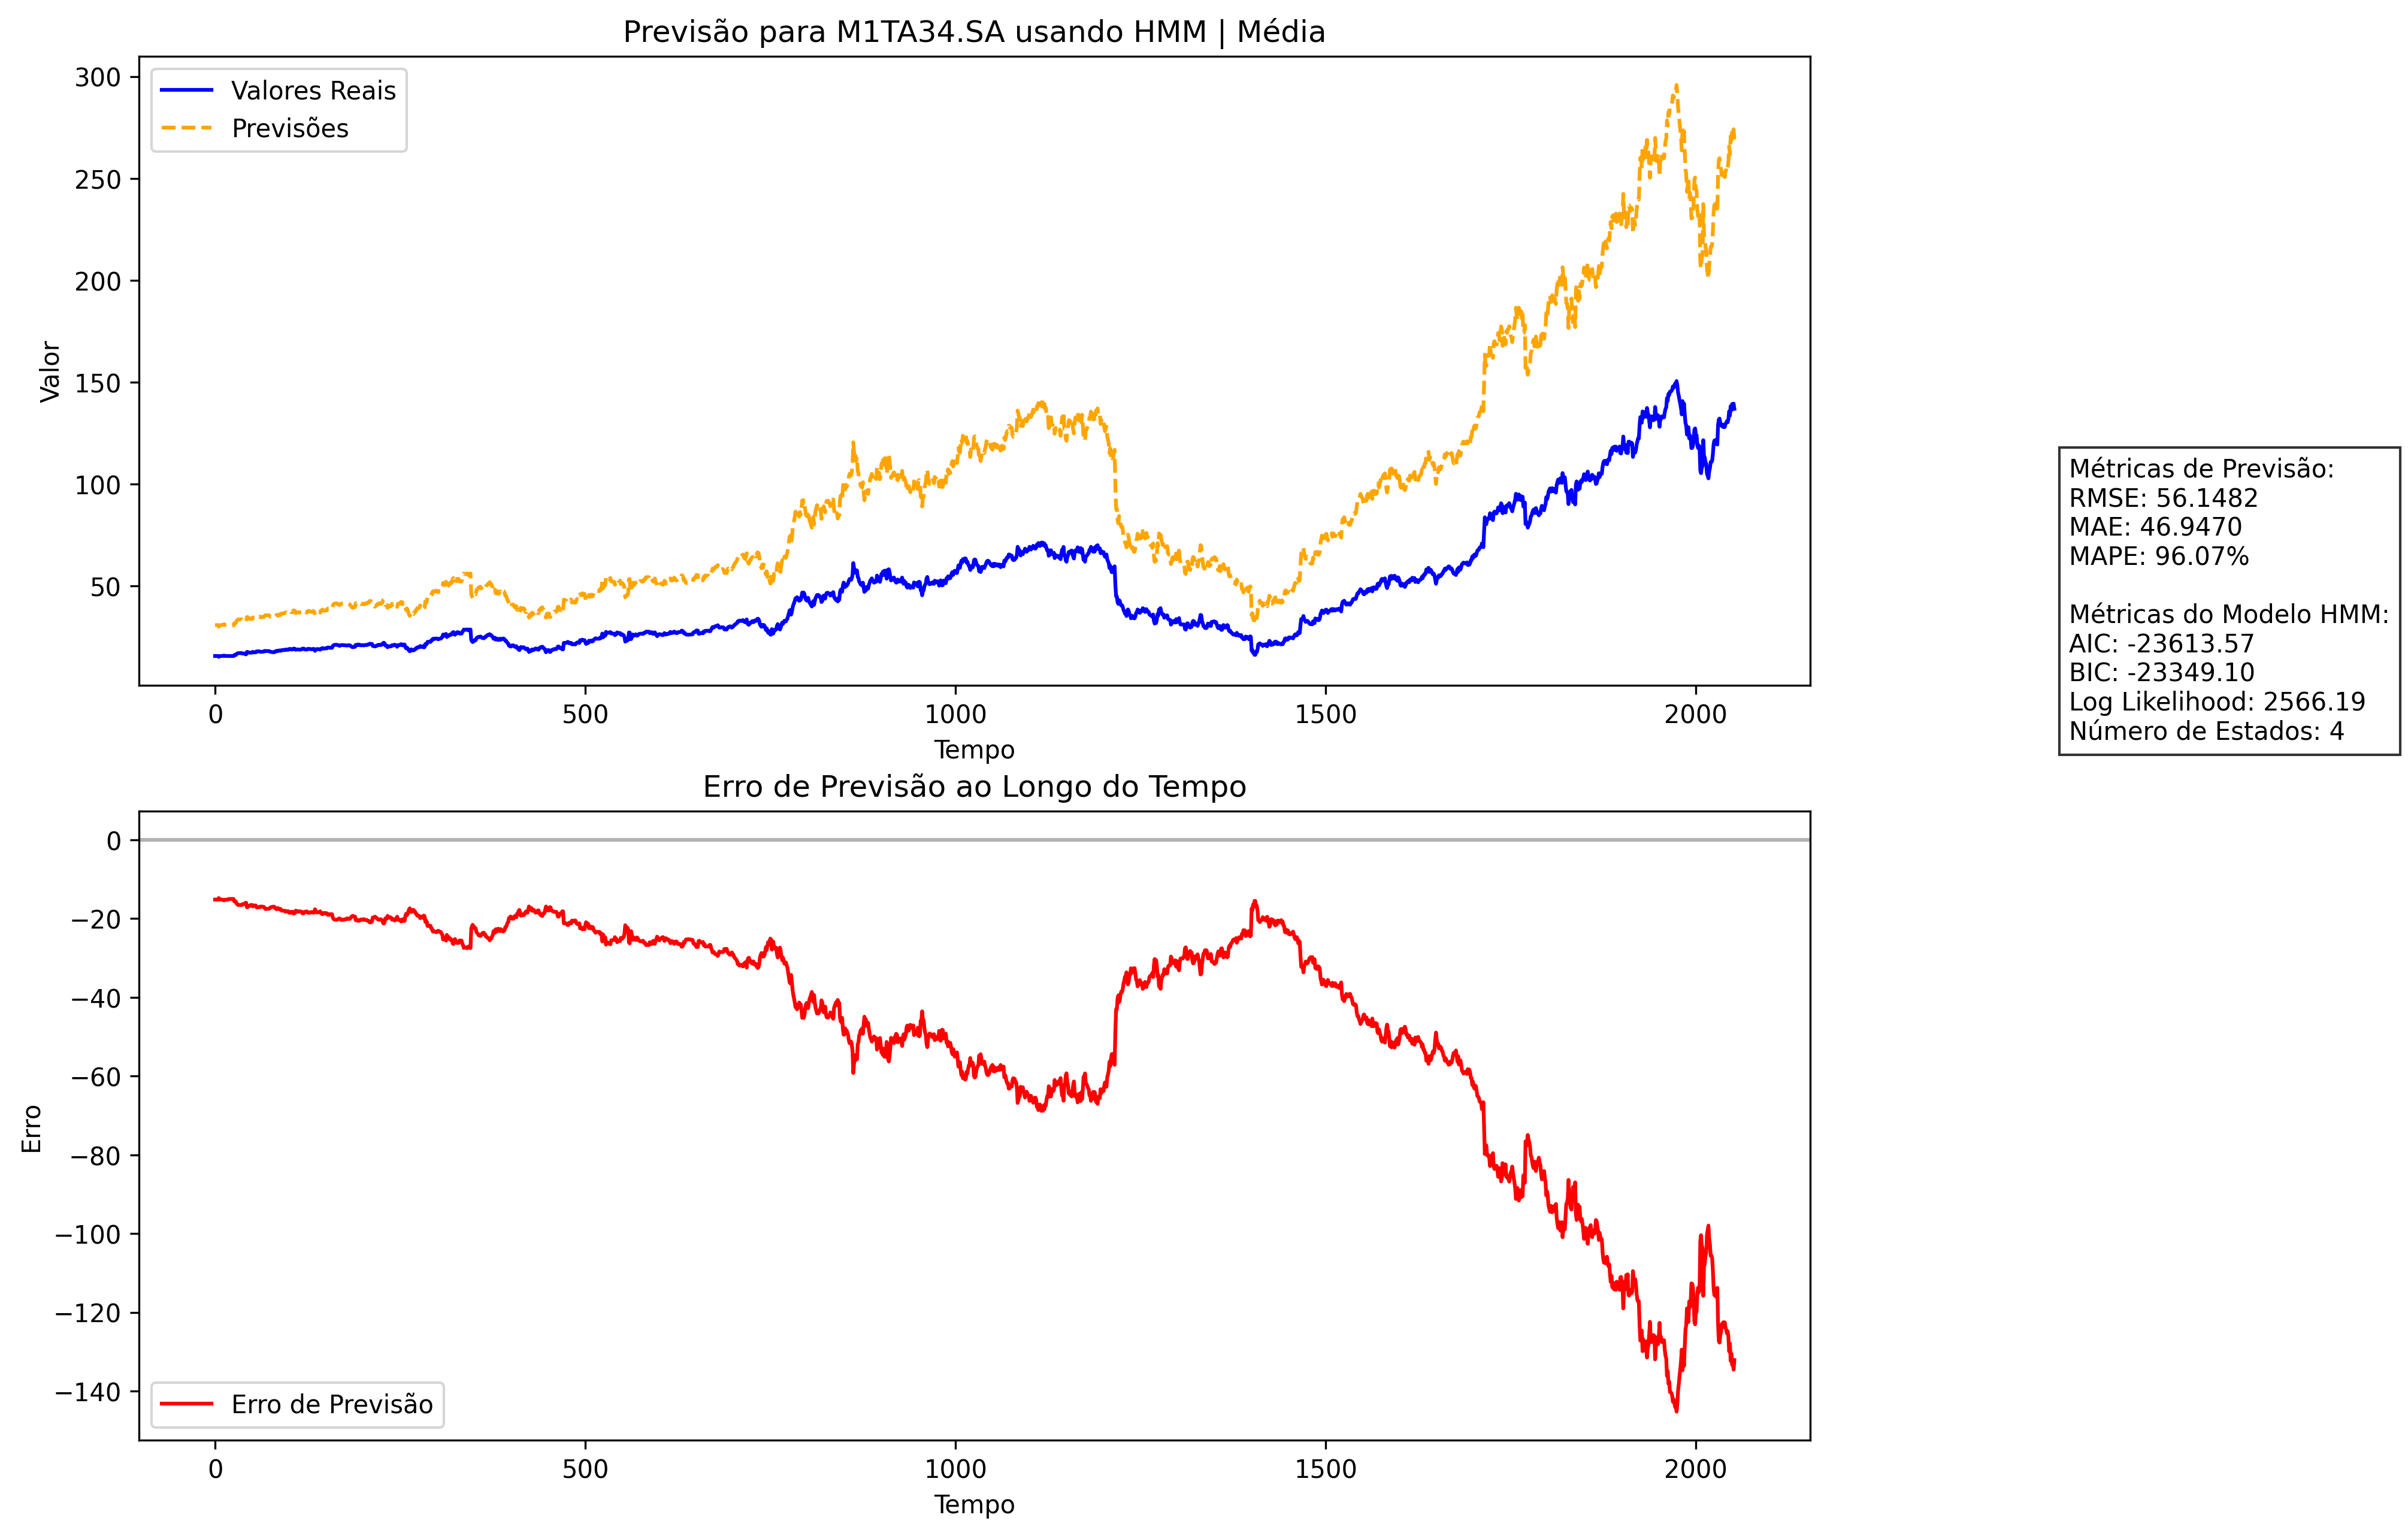 Previsão para M1TA34.SA usando HMM | Média
Valores Reais
Previsões
300
250
200
150
100
50
Valor
0
500
1000
1500
2000
Tempo
Métricas de Previsão:
RMSE: 56.1482
MAE: 46.9470
MAPE: 96.07%
Métricas do Modelo HMM:
AIC: -23613.57
BIC: -23349.10
Log Likelihood: 2566.19
Número de Estados: 4
Erro de Previsão ao Longo do Tempo
0
−20
−40
−60
−80
−100
−120
−140
Erro
Erro de Previsão
0
500
1000
1500
2000
Tempo